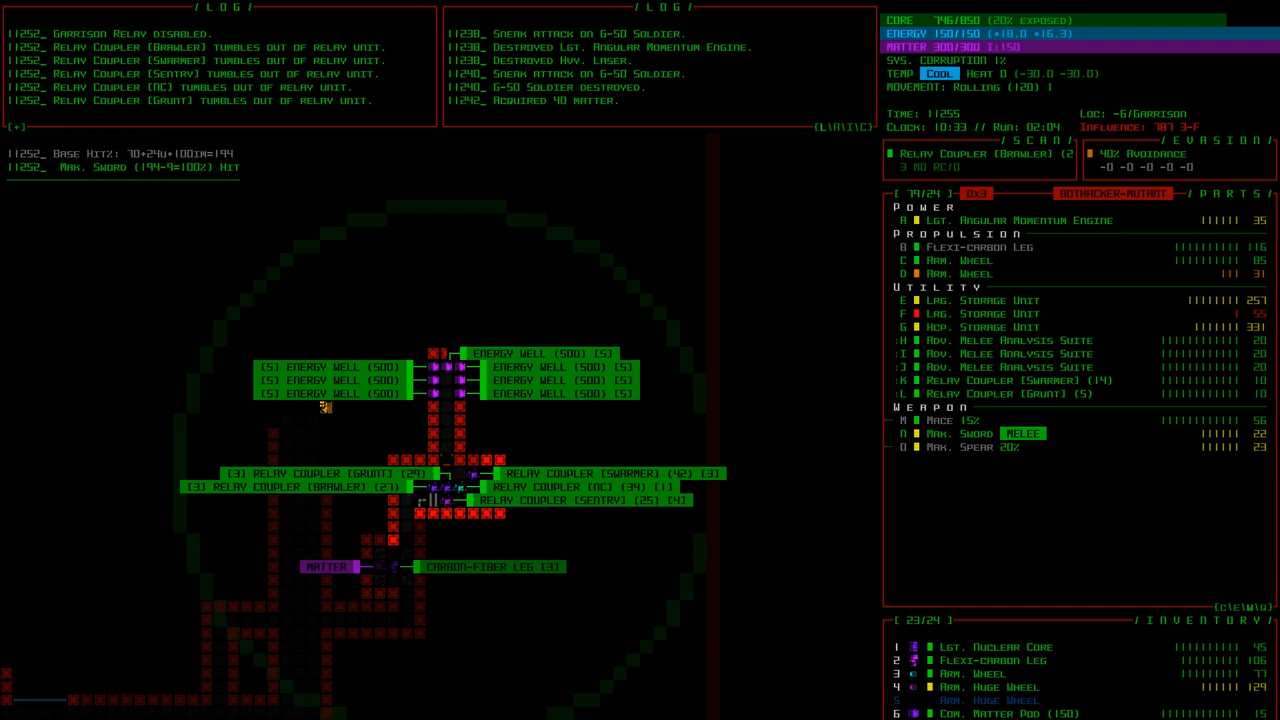 / L O G /
11252_ Garrison Relay disabled.
11252_ Relay Coupler [Brawler] tumbles out of relay unit.
11252_ Relay Coupler [Swarmer] tumbles out of relay unit.
11252_ Relay Coupler [Sentry] tumbles out of relay unit.
11252_ Relay Coupler [NC] tumbles out of relay unit.
11252_ Relay Coupler [Grunt] tumbles out of relay unit.
[+]
/ L O G /
11238_ Sneak attack on G-50 Soldier.
11238_ Destroyed Lgt. Angular Momentum Engine.
11238_ Destroyed Hvy. Laser.
11240_ Sneak attack on G-50 Soldier.
11240_ G-50 Soldier destroyed.
11242_ Acquired 40 matter.
[L\A\I\C]
11252_ Base Hit%: 70+24u+100im=194
11252_ Mak. Sword (194-9=100%) Hit
Core 746/850 (20% exposed)
Energy 150/150 (+18.0 +16.3)
Matter 300/300 I:150
Sys. Corruption 1%
Temp Cool Heat 0 (-30.0 -30.0)
Movement: Rolling (120) 1
Time: 11255 Loc: -6/Garrison
Clock: 10:33 // Run: 02:04 Influence: 787 3-F
/ S C A N /
Relay Coupler [Brawler] (2
3 MO RC/0
/ E V A S I O N
40% Avoidance
-0 -0 -0 -0 -0
[ 79/24 ] 0x3 BOTHACKER-MUTANT / P A R T S /
P o w e r
A Lgt. Angular Momentum Engine 35
P r o p u l s i o n
B Flexi-carbon Leg 116
C Arm. Wheel 85
D Arm. Wheel 31
U t i l i t y
E Lrg. Storage Unit 257
F Lrg. Storage Unit 55
G Hcp. Storage Unit 331
:H Adv. Melee Analysis Suite 20
:I Adv. Melee Analysis Suite 20
:J Adv. Melee Analysis Suite 20
:K Relay Coupler [Swarmer] (14) 10
:L Relay Coupler [Grunt] (5) 10
W e a p o n
M Mace 15% 56
N Mak. Sword MELEE 22
O Mak. Spear 20% 23
[C\E\W\Q]
[ 23/24 ] / I N V E N T O R Y /
1 Lgt. Nuclear Core 45
2 Flexi-carbon Leg 106
3 Arm. Wheel 77
4 Arm. Huge Wheel 129
5 Arm. Huge Wheel
6 Com. Matter Pod (150) 15
ENERGY WELL (500) [5]
[5] ENERGY WELL (500) ENERGY WELL (500) [5]
[5] ENERGY WELL (500) ENERGY WELL (500) [5]
[5] ENERGY WELL (500) ENERGY WELL (500) [5]
[3] RELAY COUPLER [GRUNT] (29) RELAY COUPLER [SWARMER] (42) [3]
[3] RELAY COUPLER [BRAWLER] (27) RELAY COUPLER [NC] (34) [1]
RELAY COUPLER [SENTRY] (25) [4]
MATTER CARBON-FIBER LEG [3]